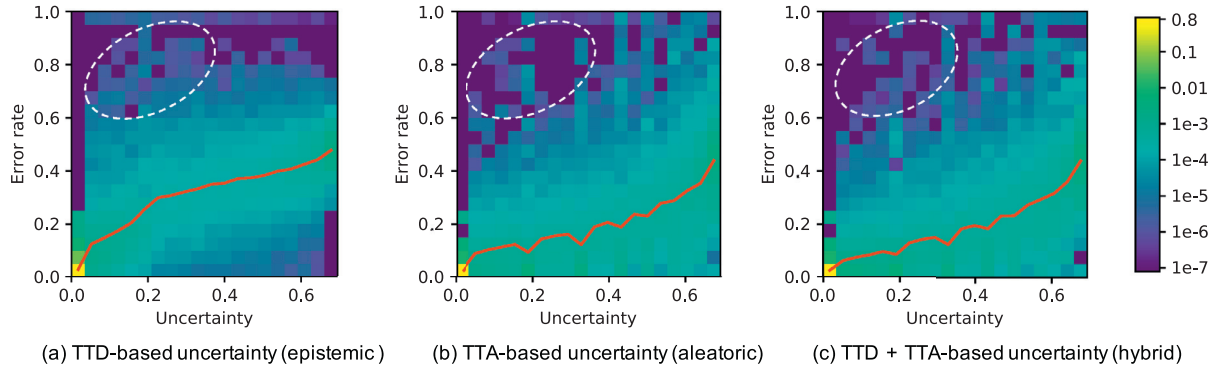 1.0
0.8
0.6
0.4
0.2
0.0
Error rate
0.0 0.2 0.4 0.6
Uncertainty
(a) TTD-based uncertainty (epistemic)
1.0
0.8
0.6
0.4
0.2
0.0
Error rate
0.0 0.2 0.4 0.6
Uncertainty
(b) TTA-based uncertainty (aleatoric)
1.0
0.8
0.6
0.4
0.2
0.0
Error rate
0.0 0.2 0.4 0.6
Uncertainty
(c) TTD + TTA-based uncertainty (hybrid)
0.8
0.1
0.01
1e-3
1e-4
1e-5
1e-6
1e-7